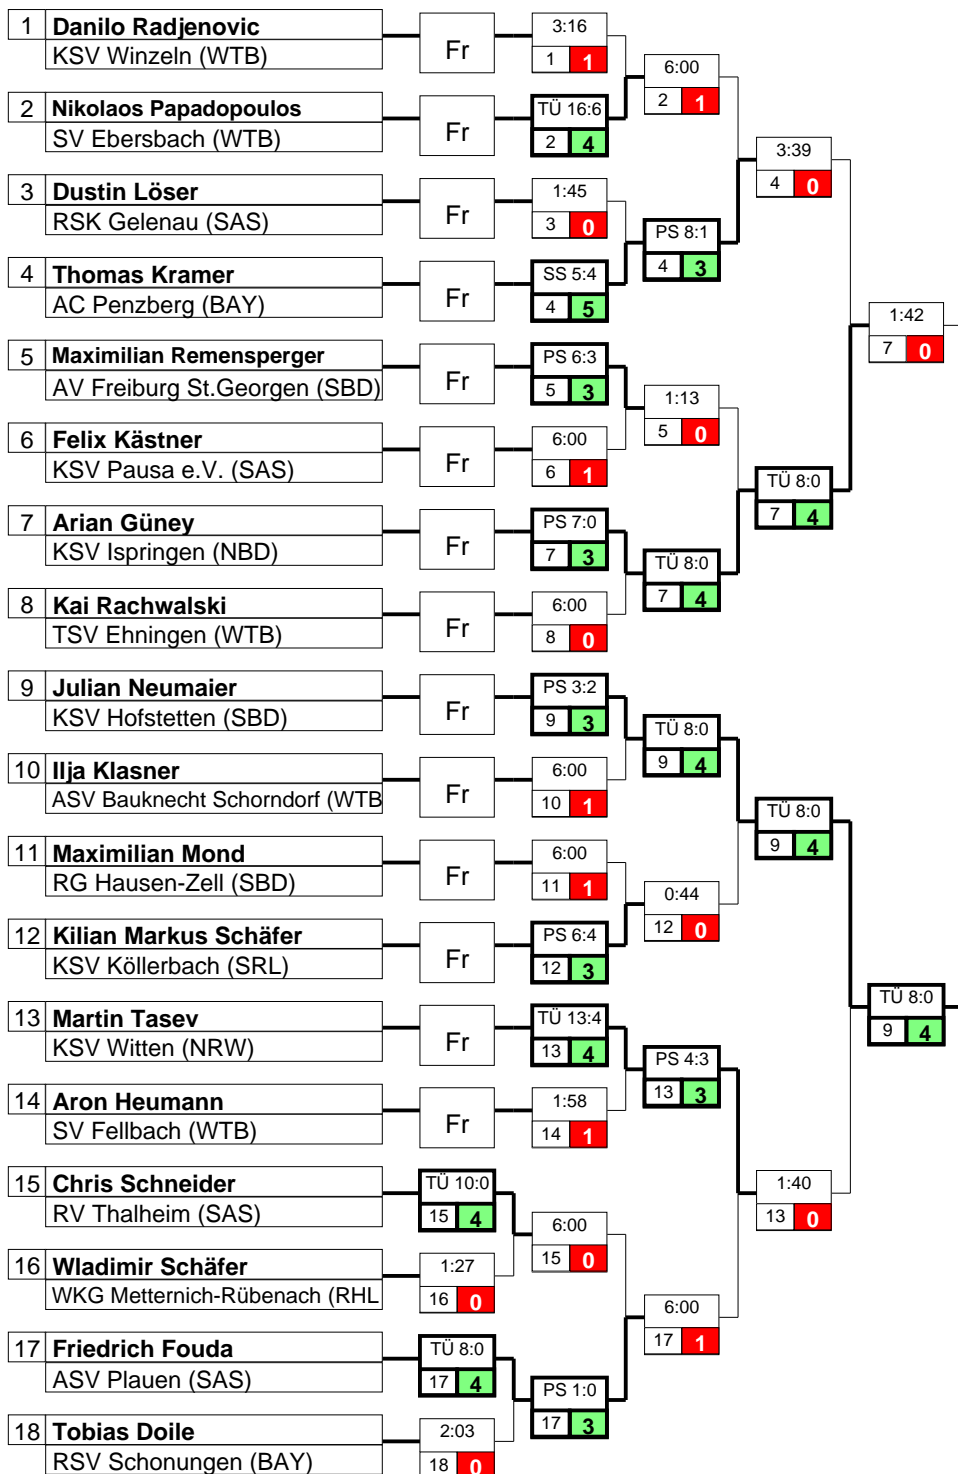 1 Danilo Radjenovic
KSV Winzeln (WTB)
Fr
3:16
1 1
6:00
2 1
2 Nikolaos Papadopoulos
SV Ebersbach (WTB)
Fr
TÜ 16:6
2 4
3:39
4 0
3 Dustin Löser
RSK Gelenau (SAS)
Fr
1:45
3 0
PS 8:1
4 3
4 Thomas Kramer
AC Penzberg (BAY)
Fr
SS 5:4
4 5
1:42
7 0
5 Maximilian Remensperger
AV Freiburg St.Georgen (SBD)
Fr
PS 6:3
5 3
1:13
5 0
6 Felix Kästner
KSV Pausa e.V. (SAS)
Fr
6:00
6 1
TÜ 8:0
7 4
7 Arian Güney
KSV Ispringen (NBD)
Fr
PS 7:0
7 3
TÜ 8:0
7 4
8 Kai Rachwalski
TSV Ehningen (WTB)
Fr
6:00
8 0
9 Julian Neumaier
KSV Hofstetten (SBD)
Fr
PS 3:2
9 3
TÜ 8:0
9 4
10 Ilja Klasner
ASV Bauknecht Schorndorf (WTB
Fr
6:00
10 1
TÜ 8:0
9 4
11 Maximilian Mond
RG Hausen-Zell (SBD)
Fr
6:00
11 1
0:44
12 0
12 Kilian Markus Schäfer
KSV Köllerbach (SRL)
Fr
PS 6:4
12 3
TÜ 8:0
9 4
13 Martin Tasev
KSV Witten (NRW)
Fr
TÜ 13:4
13 4
PS 4:3
13 3
14 Aron Heumann
SV Fellbach (WTB)
Fr
1:58
14 1
15 Chris Schneider
RV Thalheim (SAS)
TÜ 10:0
15 4
6:00
15 0
1:40
13 0
16 Wladimir Schäfer
WKG Metternich-Rübenach (RHL
1:27
16 0
6:00
17 1
17 Friedrich Fouda
ASV Plauen (SAS)
TÜ 8:0
17 4
PS 1:0
17 3
18 Tobias Doile
RSV Schonungen (BAY)
2:03
18 0